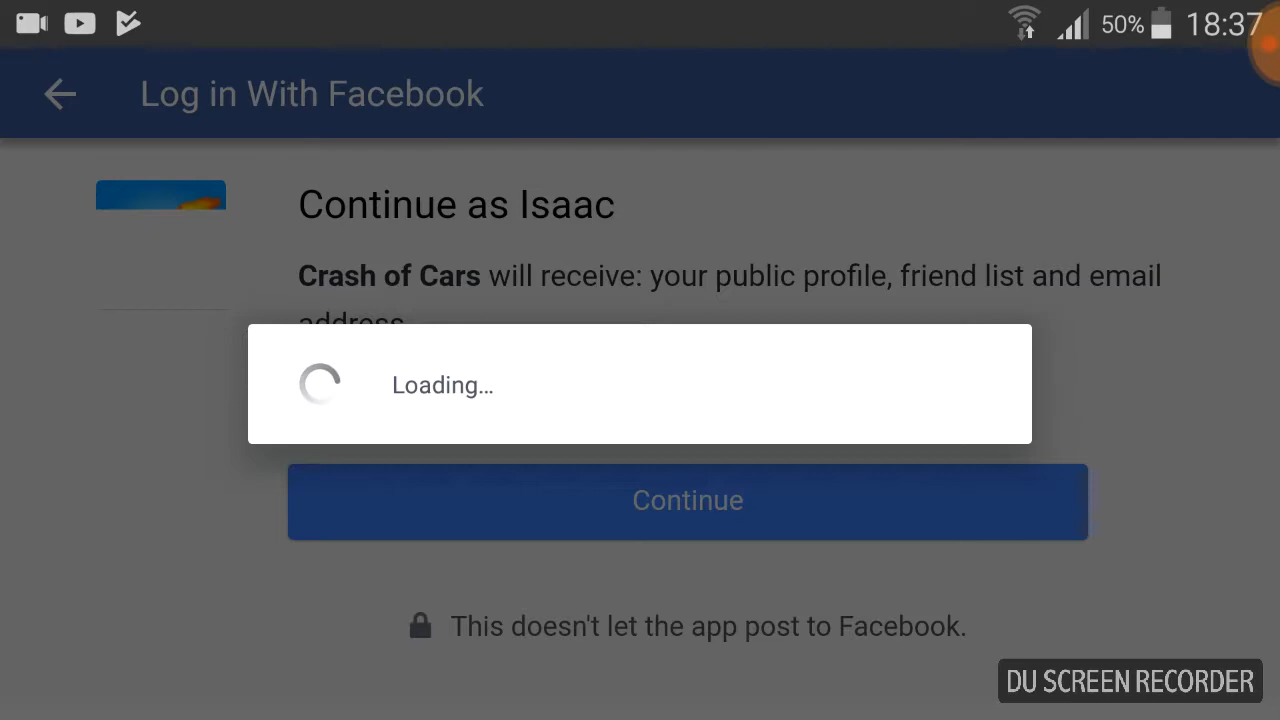 50% 18:37
Log in With Facebook
Continue as Isaac
Crash of Cars will receive: your public profile, friend list and email
address
Loading...
Continue
This doesn't let the app post to Facebook.
DU SCREEN RECORDER